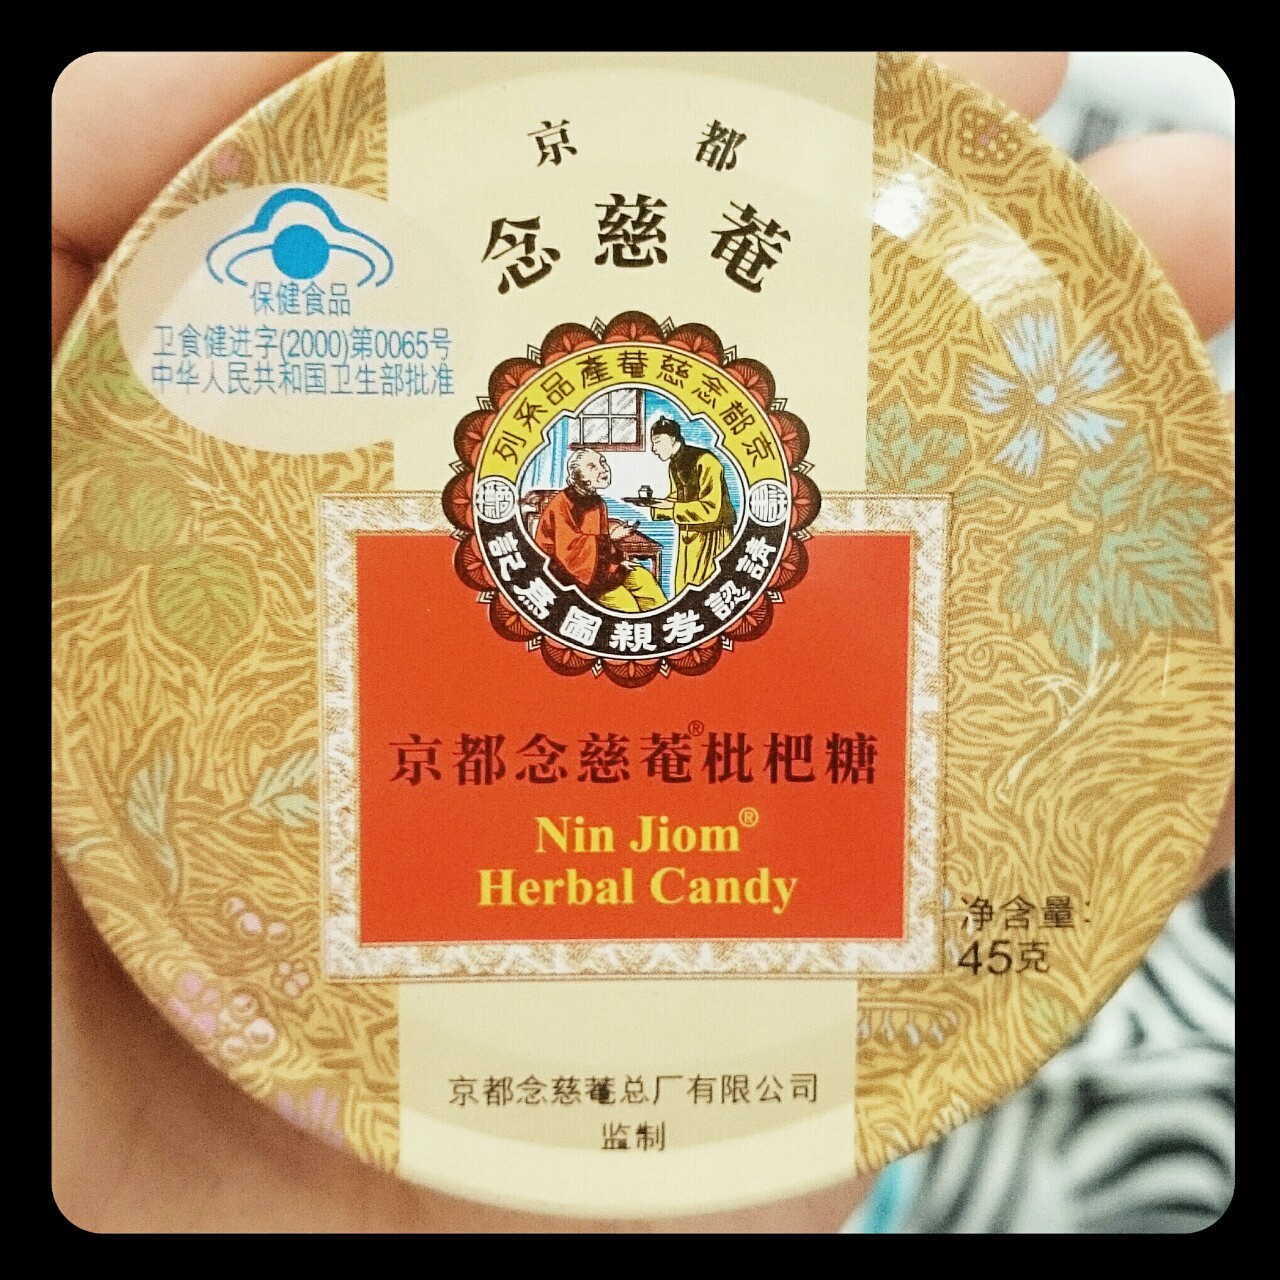 京 都
念慈菴
保健食品
卫食健进字(2000)第0065号
中华人民共和国卫生部批准
京都念慈菴產品系列
請認孝親圖為記
京都念慈菴®枇杷糖
Nin Jiom®
Herbal Candy
净含量:
45克
京都念慈菴总厂有限公司
监制